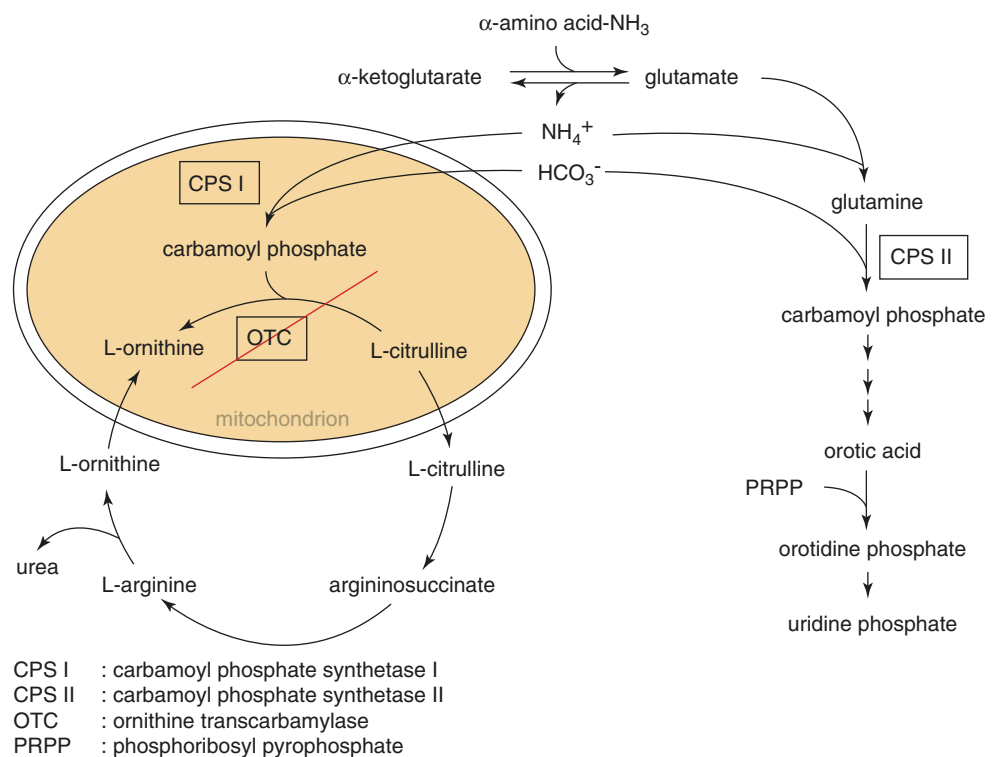 α-amino acid-NH₃
α-ketoglutarate
glutamate
NH₄⁺
HCO₃⁻
CPS I
glutamine
carbamoyl phosphate
CPS II
carbamoyl phosphate
L-ornithine
OTC
L-citrulline
mitochondrion
orotic acid
L-ornithine
L-citrulline
PRPP
orotidine phosphate
urea
L-arginine
argininosuccinate
uridine phosphate
CPS I : carbamoyl phosphate synthetase I
CPS II : carbamoyl phosphate synthetase II
OTC : ornithine transcarbamylase
PRPP : phosphoribosyl pyrophosphate